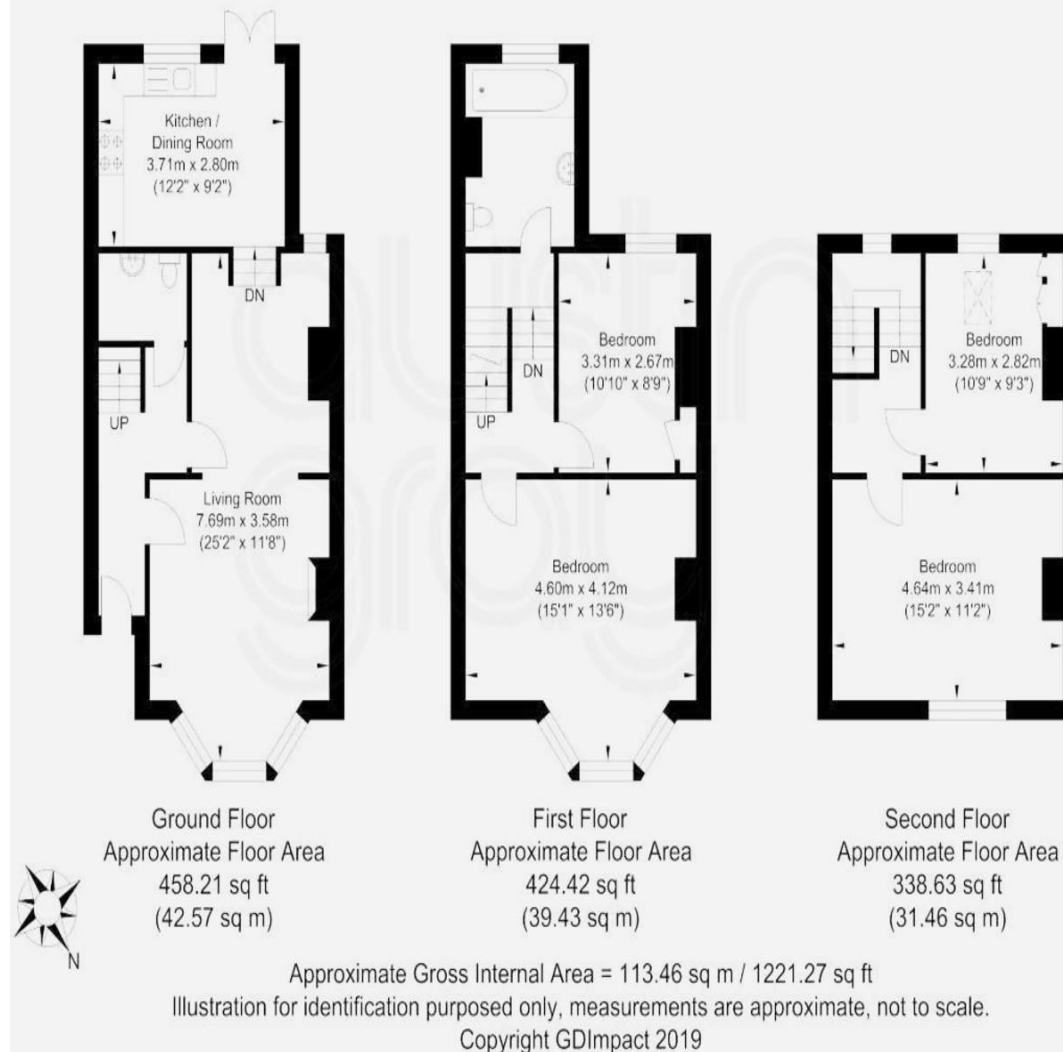 Kitchen /
Dining Room
3.71m x 2.80m
(12'2" x 9'2")
DN
UP
Living Room
7.69m x 3.58m
(25'2" x 11'8")
Ground Floor
Approximate Floor Area
458.21 sq ft
(42.57 sq m)
DN
UP
Bedroom
3.31m x 2.67m
(10'10" x 8'9")
Bedroom
4.60m x 4.12m
(15'1" x 13'6")
First Floor
Approximate Floor Area
424.42 sq ft
(39.43 sq m)
DN
Bedroom
3.28m x 2.82m
(10'9" x 9'3")
Bedroom
4.64m x 3.41m
(15'2" x 11'2")
Second Floor
Approximate Floor Area
338.63 sq ft
(31.46 sq m)
austin
gray
N
Approximate Gross Internal Area = 113.46 sq m / 1221.27 sq ft
Illustration for identification purposed only, measurements are approximate, not to scale.
Copyright GDImpact 2019